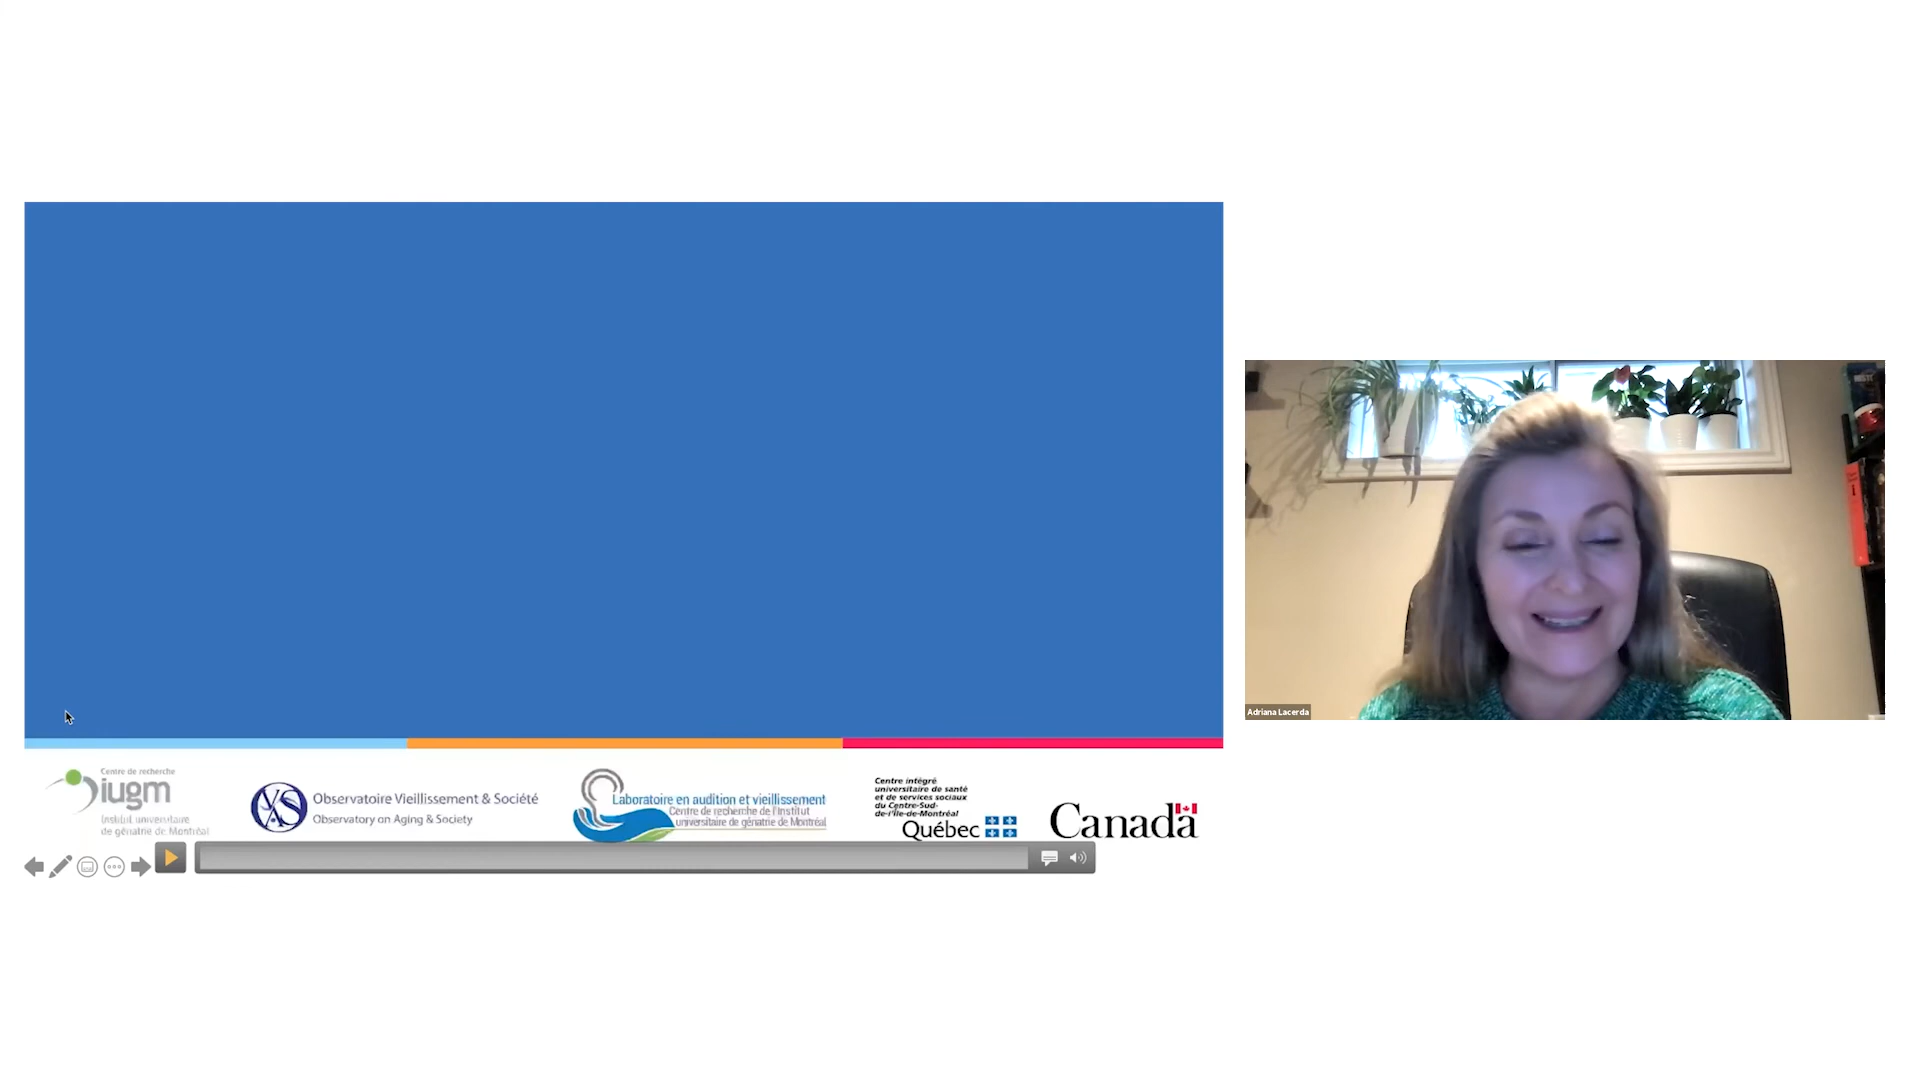 Centre de recherche
iugm
Institut universitaire
de gériatrie de Montréal
OVAS
Observatoire Vieillissement & Société
Observatory on Aging & Society
Laboratoire en audition et vieillissement
Centre de recherche de l'Institut
universitaire de gériatrie de Montréal
Centre intégré
universitaire de santé
et de services sociaux
du Centre-Sud-
de-l'Île-de-Montréal
Québec
Canada
Adriana Lacerda